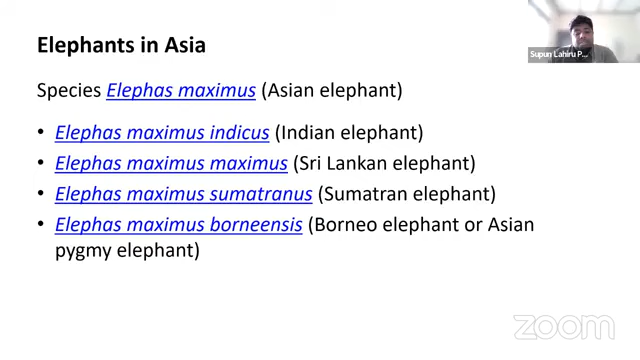 Elephants in Asia
Supun Lahiru P...
Species Elephas maximus (Asian elephant)
• Elephas maximus indicus (Indian elephant)
• Elephas maximus maximus (Sri Lankan elephant)
• Elephas maximus sumatranus (Sumatran elephant)
• Elephas maximus borneensis (Borneo elephant or Asian
pygmy elephant)
zoom